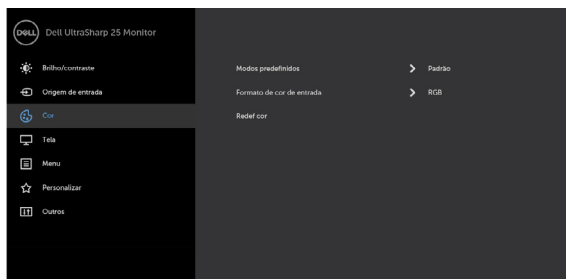 DELL Dell UltraSharp 25 Monitor
Brilho/contraste
Modos predefinidos Padrão
Origem de entrada
Formato de cor de entrada RGB
Cor
Redef cor
Tela
Menu
Personalizar
Outros